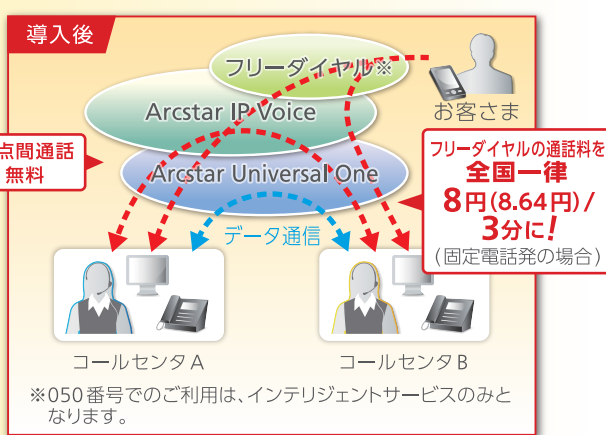 導入後
フリーダイヤル※
Arcstar IP Voice
お客さま
点間通話
無料
Arcstar Universal One
フリーダイヤルの通話料を
全国一律
8円(8.64円)/
3分に!
(固定電話発の場合)
データ通信
コールセンタA
コールセンタB
※050番号でのご利用は、インテリジェントサービスのみと
なります。